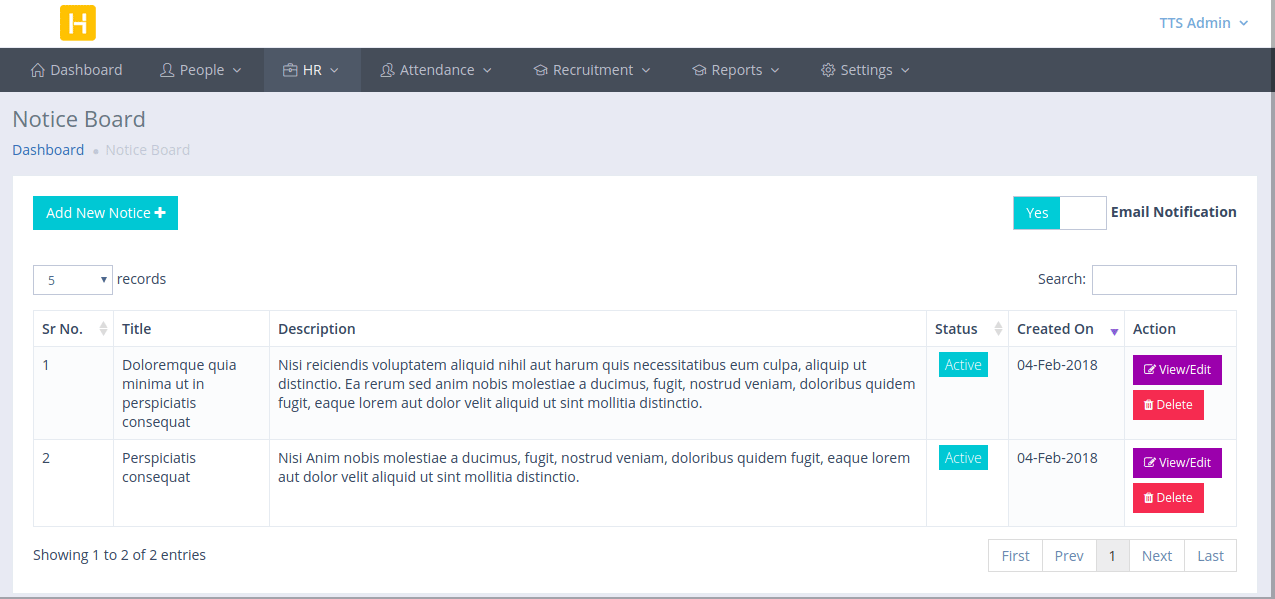 H
TTS Admin
Dashboard People HR Attendance Recruitment Reports Settings
Notice Board
Dashboard Notice Board
Add New Notice Yes Email Notification
5 records Search:
Sr No. Title Description Status Created On Action
1 Doloremque quia Nisi reiciendis voluptatem aliquid nihil aut harum quis necessitatibus eum culpa, aliquip ut Active 04-Feb-2018 View/Edit
minima ut in distinctio. Ea rerum sed anim nobis molestiae a ducimus, fugit, nostrud veniam, doloribus quidem
perspiciatis fugit, eaque lorem aut dolor velit aliquid ut sint mollitia distinctio. Delete
consequat
2 Perspiciatis Nisi Anim nobis molestiae a ducimus, fugit, nostrud veniam, doloribus quidem fugit, eaque lorem Active 04-Feb-2018 View/Edit
consequat aut dolor velit aliquid ut sint mollitia distinctio.
Delete
Showing 1 to 2 of 2 entries First Prev 1 Next Last